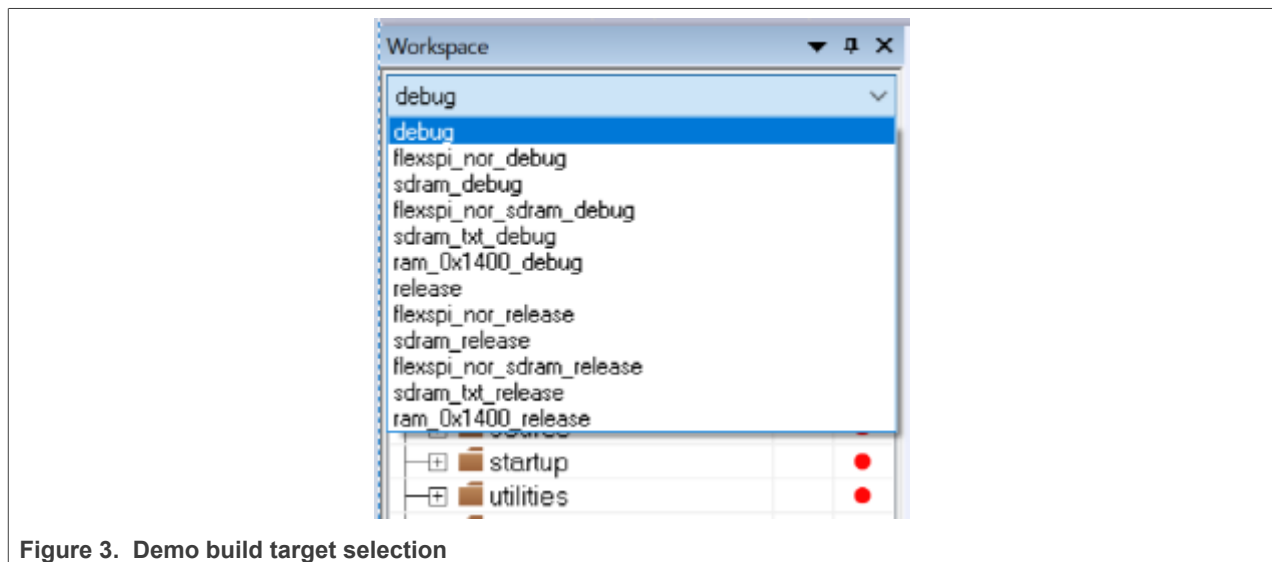 Workspace
debug
debug
flexspi_nor_debug
sdram_debug
flexspi_nor_sdram_debug
sdram_txt_debug
ram_0x1400_debug
release
flexspi_nor_release
sdram_release
flexspi_nor_sdram_release
sdram_txt_release
ram_0x1400_release
startup
utilities
Figure 3. Demo build target selection